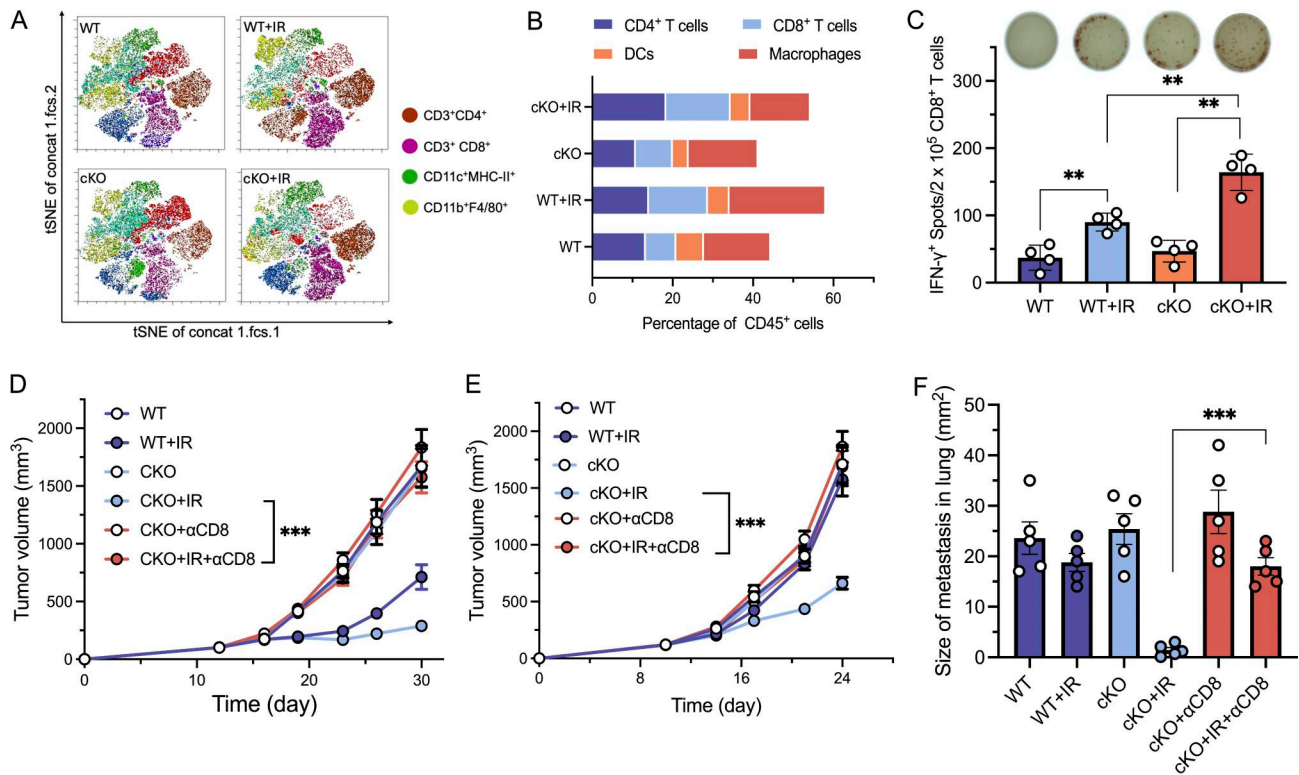 A
WT
WT+IR
cKO
cKO+IR
tSNE of concat 1.fcs.2
tSNE of concat 1.fcs.1
CD3⁺CD4⁺
CD3⁺ CD8⁺
CD11c⁺MHC-II⁺
CD11b⁺F4/80⁺
B
CD4⁺ T cells
CD8⁺ T cells
DCs
Macrophages
cKO+IR
cKO
WT+IR
WT
0 20 40 60
Percentage of CD45⁺ cells
C
IFN-γ⁺ Spots/2 x 10⁵ CD8⁺ T cells
300
200
100
0
**
**
**
WT WT+IR cKO cKO+IR
D
Tumor volume (mm³)
2000
1500
1000
500
0
WT
WT+IR
CKO
CKO+IR
CKO+αCD8
CKO+IR+αCD8
***
0 10 20 30
Time (day)
E
Tumor volume (mm³)
2000
1500
1000
500
0
WT
WT+IR
cKO
cKO+IR
cKO+αCD8
cKO+IR+αCD8
***
0 8 16 24
Time (day)
F
Size of metastasis in lung (mm²)
50
40
30
20
10
0
***
WT
WT+IR
cKO
cKO+IR
cKO+αCD8
cKO+IR+αCD8